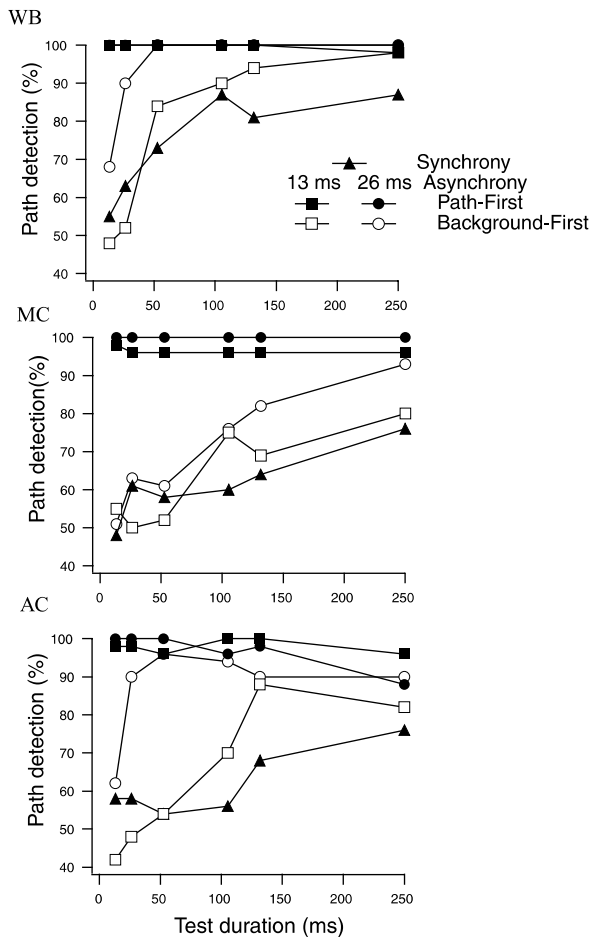 WB
100
90
80
70
60
50
40
Path detection (%)
0 50 100 150 200 250
Synchrony
13 ms 26 ms Asynchrony
Path-First
Background-First
MC
100
90
80
70
60
50
40
Path detection(%)
0 50 100 150 200 250
AC
100
90
80
70
60
50
40
Path detection (%)
0 50 100 150 200 250
Test duration (ms)